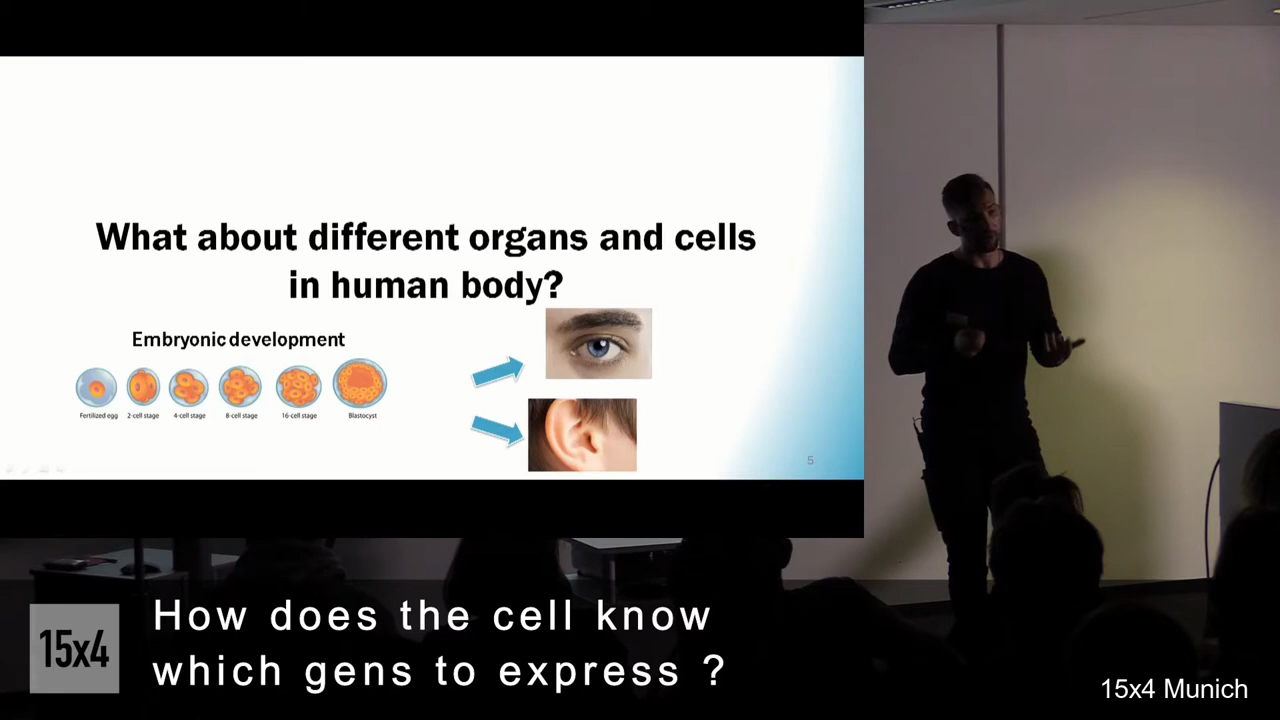 What about different organs and cells
in human body?
Embryonic development
Fertilized egg
2-cell stage
4-cell stage
8-cell stage
16-cell stage
Blastocyst
5
15x4
How does the cell know
which gens to express ?
15x4 Munich